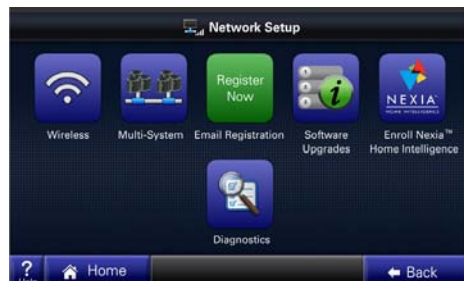 Network Setup
Register
Now
NEXIA
Wireless
Multi-System
Email Registration
Software
Upgrades
Enroll Nexia™
Home Intelligence
Diagnostics
?
Help
Home
Back